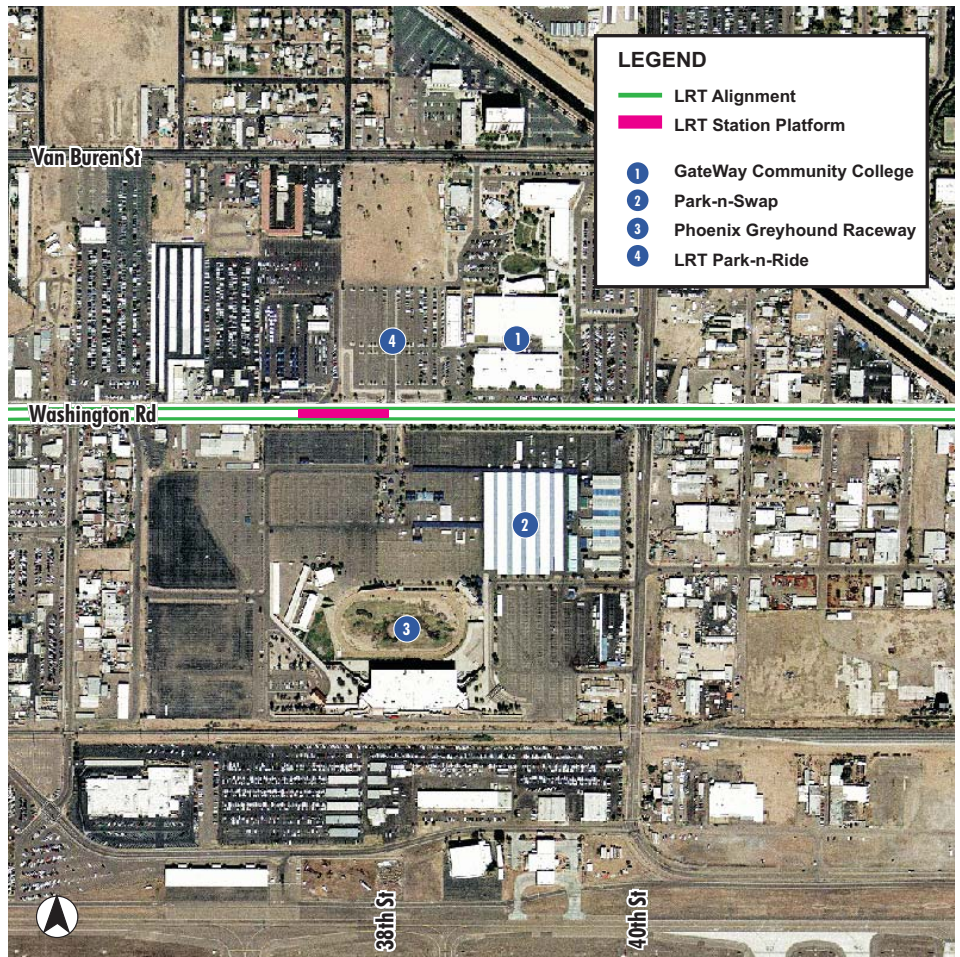 LEGEND
LRT Alignment
LRT Station Platform
1 GateWay Community College
2 Park-n-Swap
3 Phoenix Greyhound Raceway
4 LRT Park-n-Ride
Van Buren St
4
1
Washington Rd
2
3
38th St
40th St